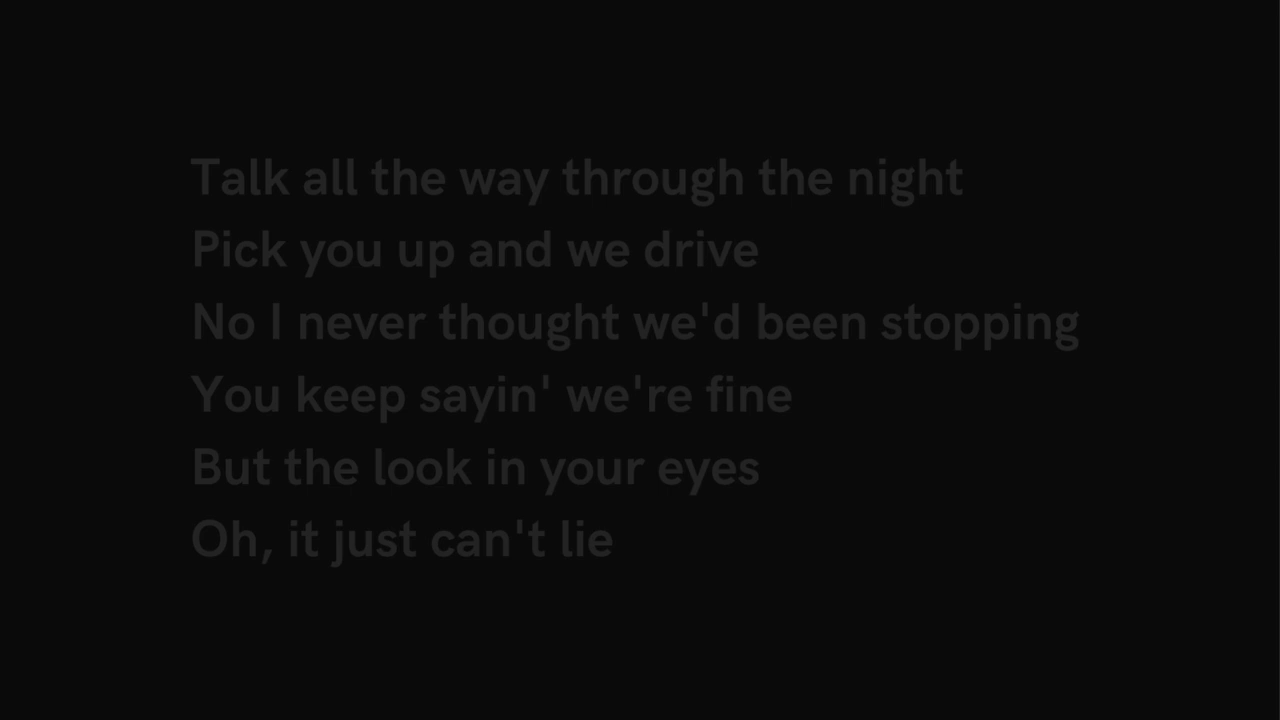 Talk all the way through the night
Pick you up and we drive
No I never thought we'd been stopping
You keep sayin' we're fine
But the look in your eyes
Oh, it just can't lie